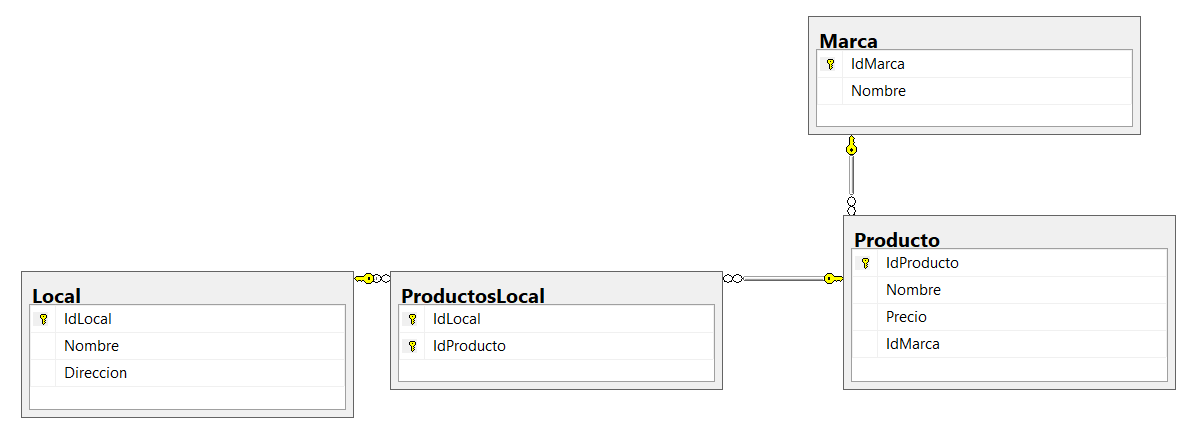 Marca
IdMarca
Nombre
Producto
IdProducto
Nombre
Precio
IdMarca
Local
IdLocal
Nombre
Direccion
ProductosLocal
IdLocal
IdProducto